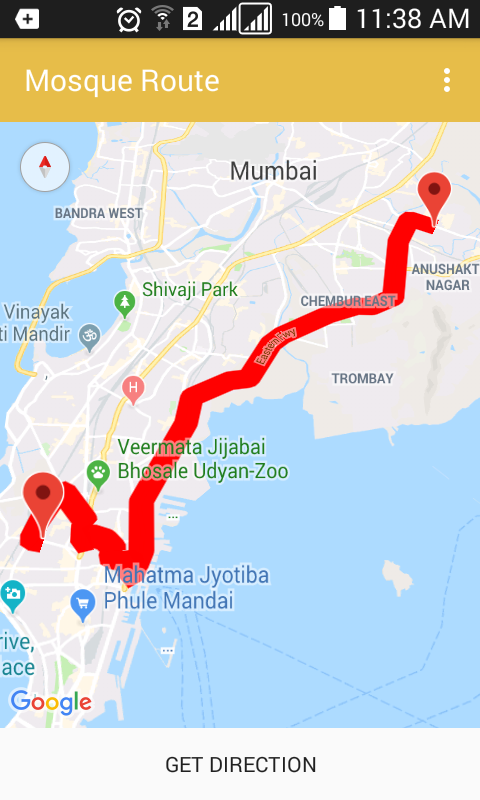 2 100% 11:38 AM
Mosque Route
Mumbai
BANDRA WEST
ANUSHAKT
NAGAR
Shivaji Park
CHEMBUR EAST
Vinayak
ti Mandir
Eastern Fwy
TROMBAY
H
Veermata Jijabai
Bhosale Udyan-Zoo
Mahatma Jyotiba
Phule Mandai
rive,
ace
Google
GET DIRECTION